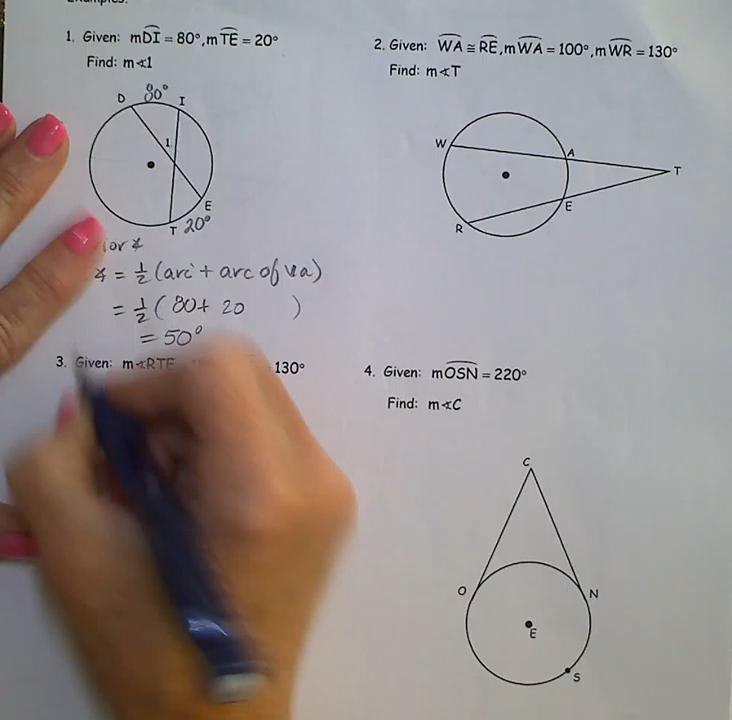 Examples:
1. Given: mDI = 80°, mTE = 20°
Find: m∢1
D 80° I
1
E
T 20°
ior ∢
∢ = ½ (arc + arc of va)
= ½ ( 80 + 20 )
= 50°
2. Given: WA ≅ RE, mWA = 100°, mWR = 130°
Find: m∢T
W
A
T
E
R
3. Given: m∢RTE
130°
4. Given: mOSN = 220°
Find: m∢C
C
O
N
E
S